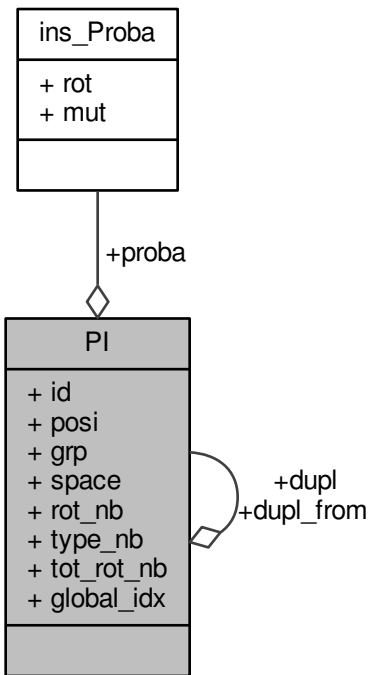 ins_Proba
+ rot
+ mut
+proba
PI
+ id
+ posi
+ grp
+ space
+ rot_nb
+ type_nb
+ tot_rot_nb
+ global_idx
+dupl
+dupl_from